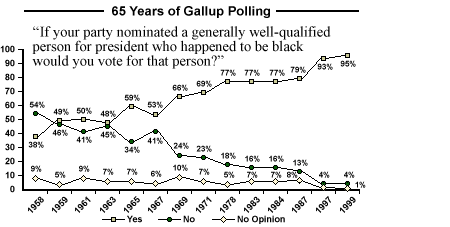 65 Years of Gallup Polling
“If your party nominated a generally well-qualified
person for president who happened to be black
would you vote for that person?”
100
90
80
70
60
50
40
30
20
10
0
38% 49% 50% 48% 59% 53% 66% 69% 77% 77% 77% 79% 93% 95%
54% 46% 41% 45% 34% 41% 24% 23% 18% 16% 16% 13% 4% 4%
9% 5% 9% 7% 7% 6% 10% 7% 5% 7% 7% 8% 1%
1958 1959 1961 1963 1965 1967 1969 1971 1978 1983 1984 1987 1997 1999
Yes No No Opinion